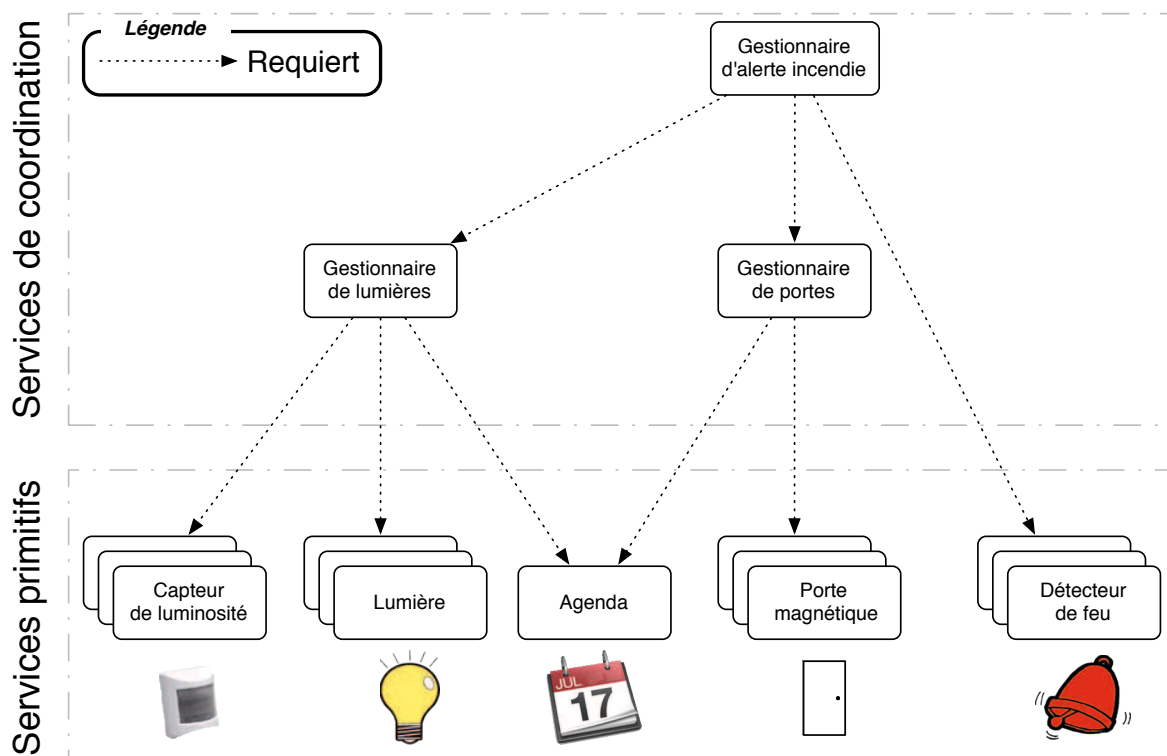 Services de coordination
Légende
Requiert
Gestionnaire
d'alerte incendie
Gestionnaire
de lumières
Gestionnaire
de portes
Services primitifs
Capteur
de luminosité
Lumière
Agenda
Porte
magnétique
Détecteur
de feu
JUL
17